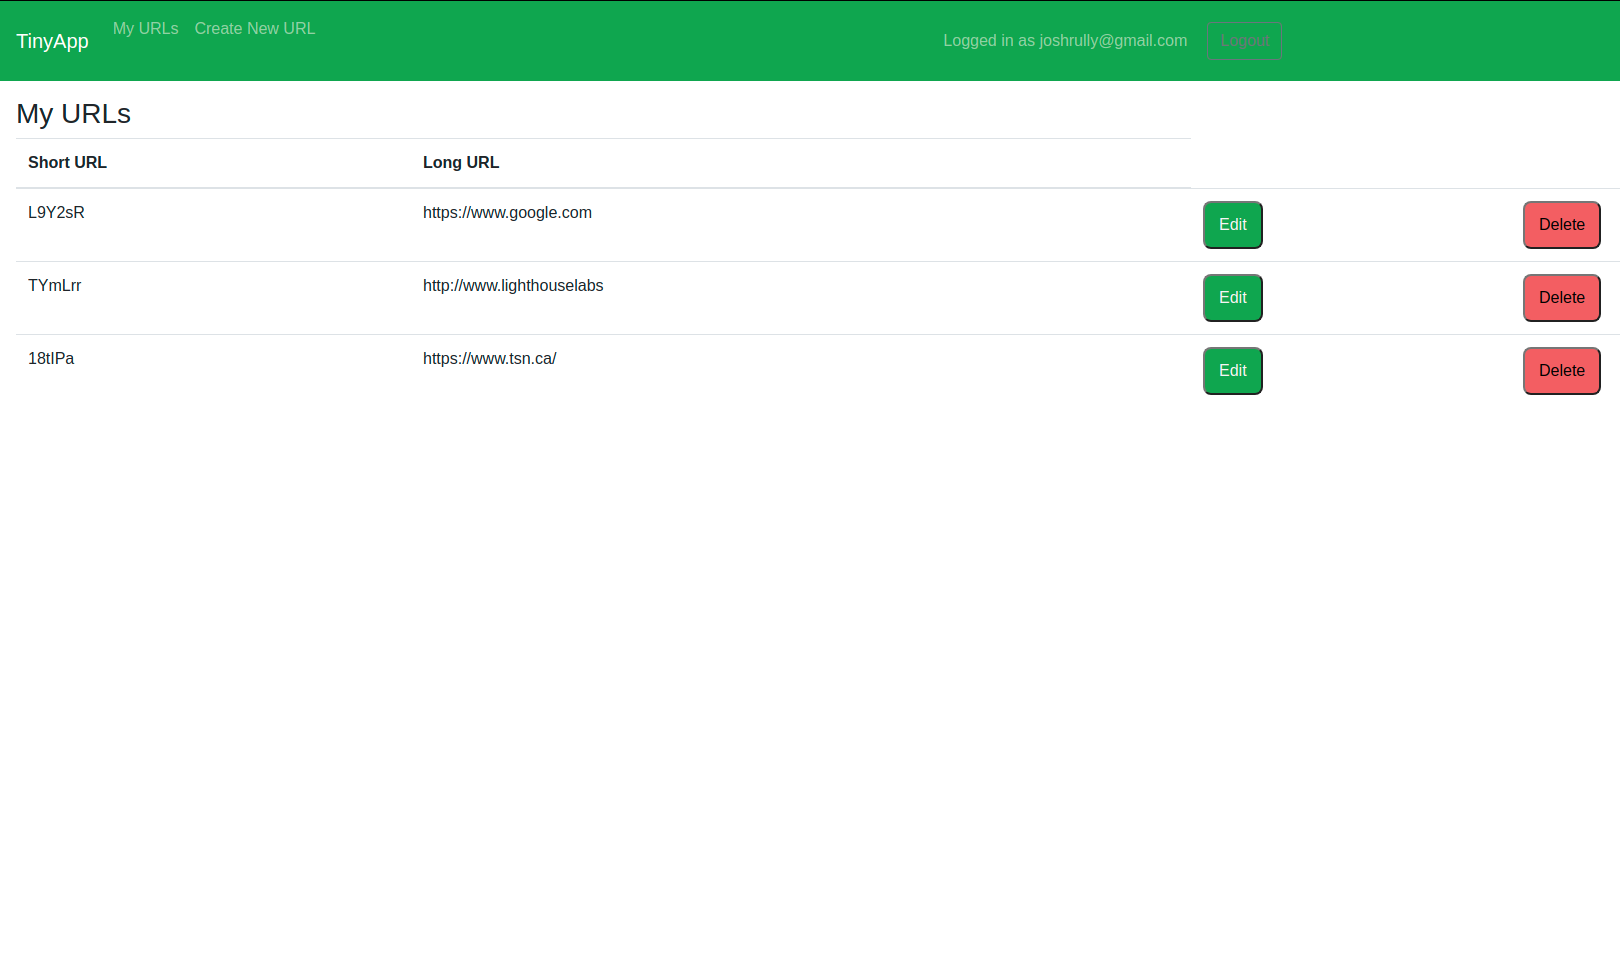 TinyApp My URLs Create New URL Logged in as joshrully@gmail.com Logout
My URLs
Short URL Long URL
L9Y2sR https://www.google.com Edit Delete
TYmLrr http://www.lighthouselabs Edit Delete
18tIPa https://www.tsn.ca/ Edit Delete